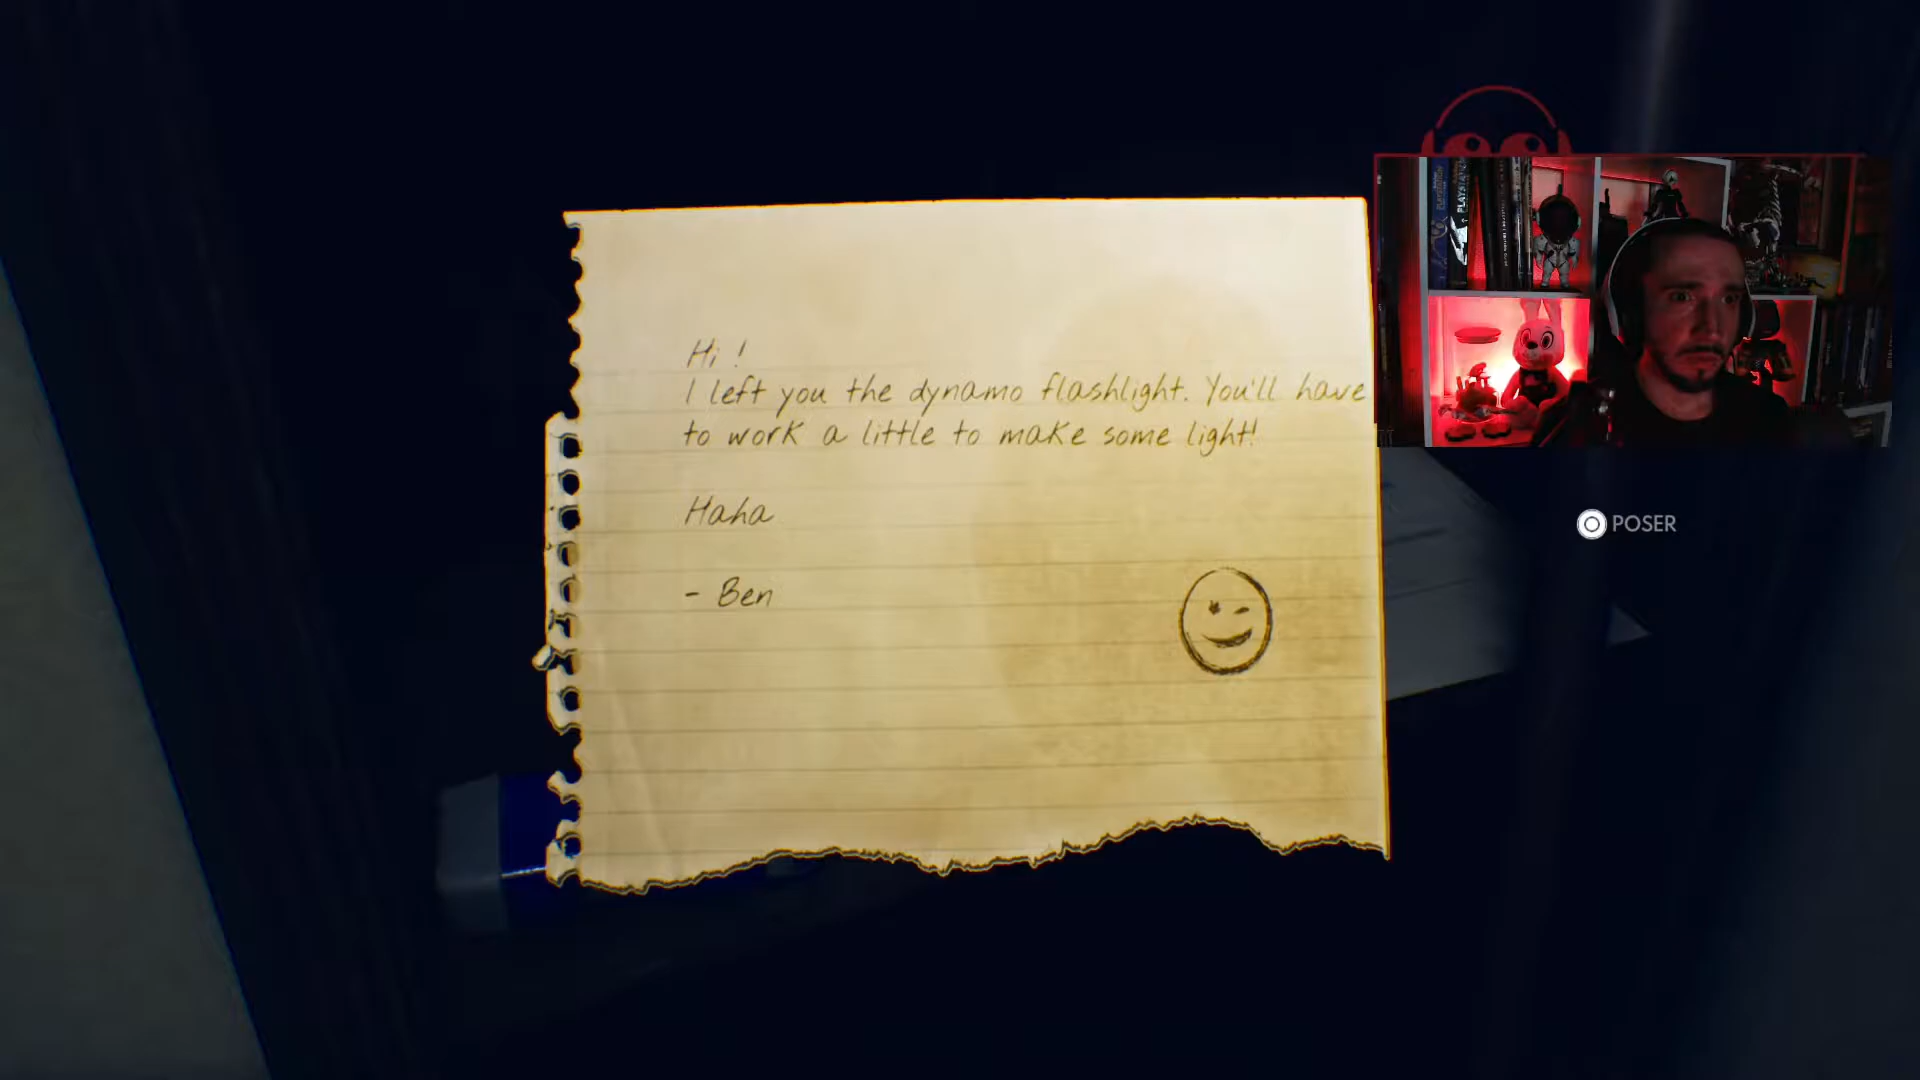 Hi !
I left you the dynamo flashlight. You'll have
to work a little to make some light!
Haha
- Ben
POSER